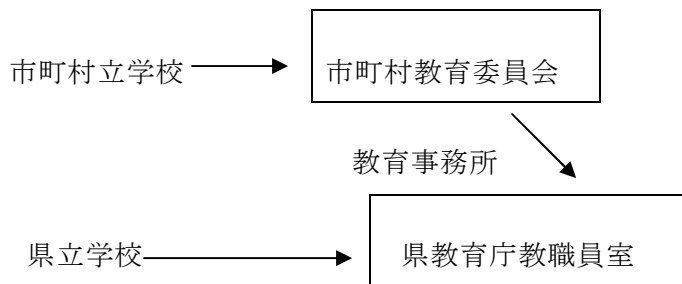 市町村立学校
市町村教育委員会
教育事務所
県立学校
県教育庁教職員室